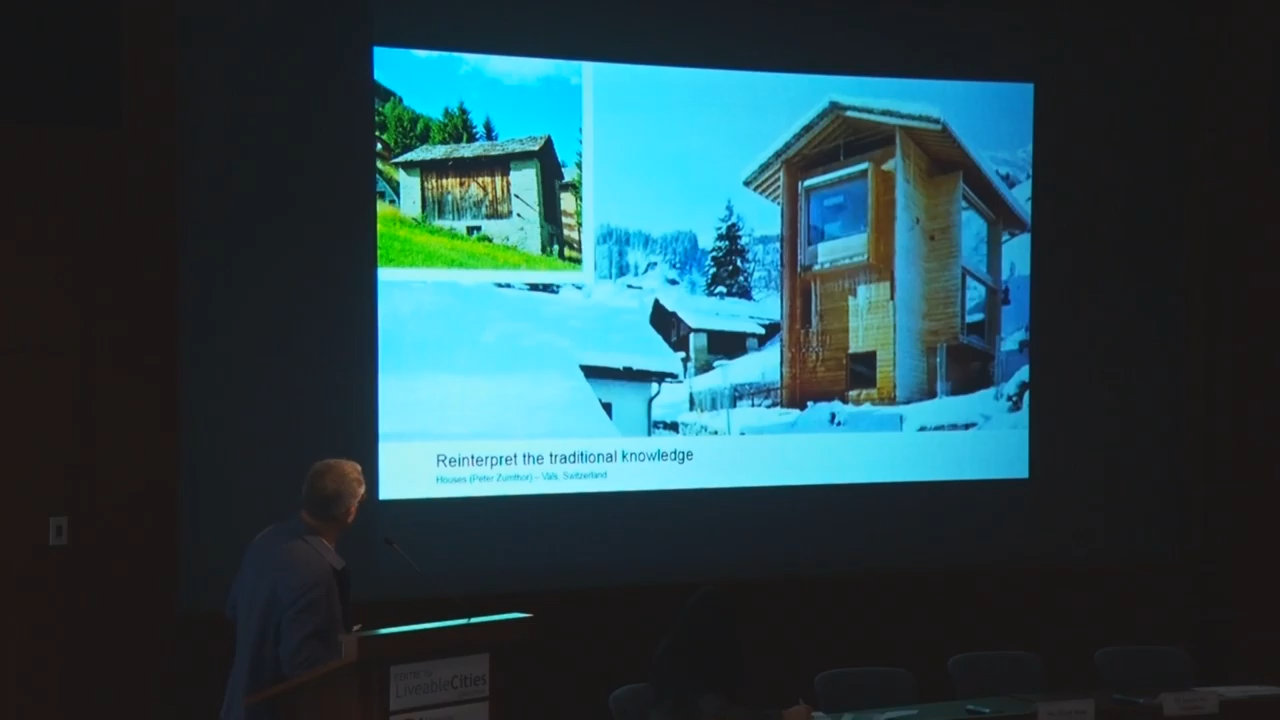 Reinterpret the traditional knowledge
Houses (Peter Zumthor) – Vals, Switzerland
LiveableCities